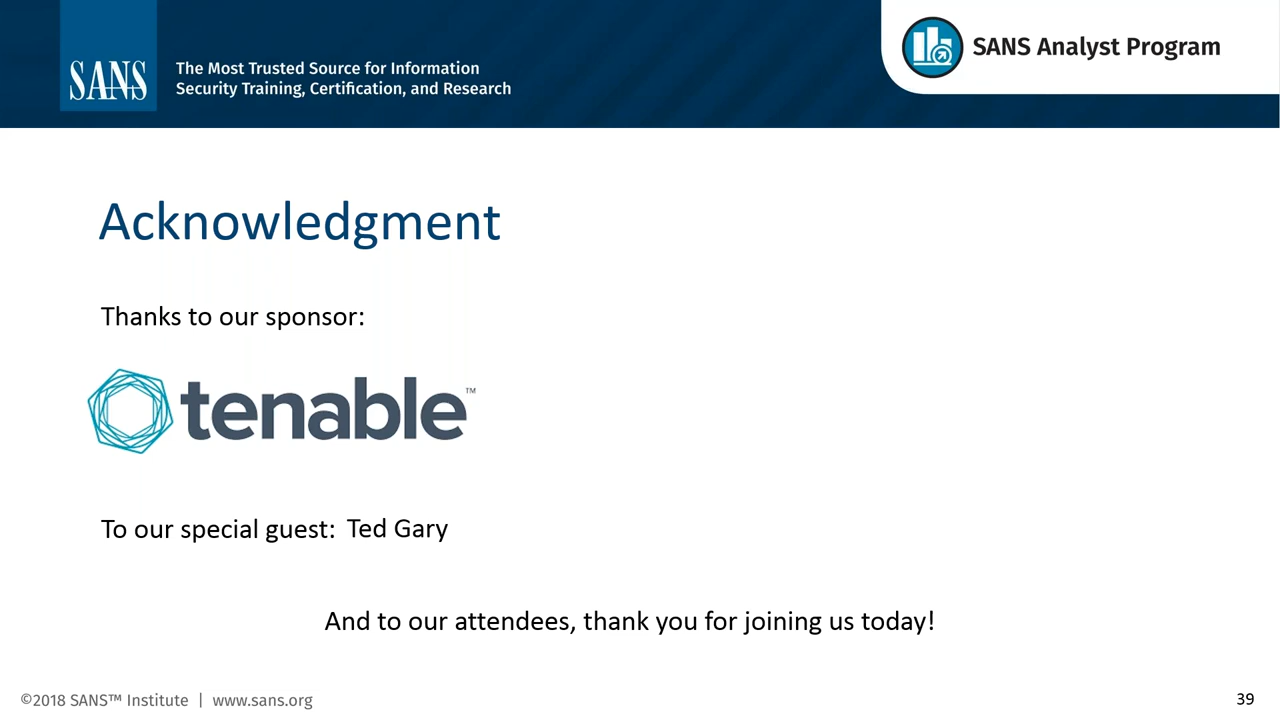 SANS
The Most Trusted Source for Information
Security Training, Certification, and Research
SANS Analyst Program
Acknowledgment
Thanks to our sponsor:
tenable™
To our special guest: Ted Gary
And to our attendees, thank you for joining us today!
©2018 SANS™ Institute | www.sans.org
39